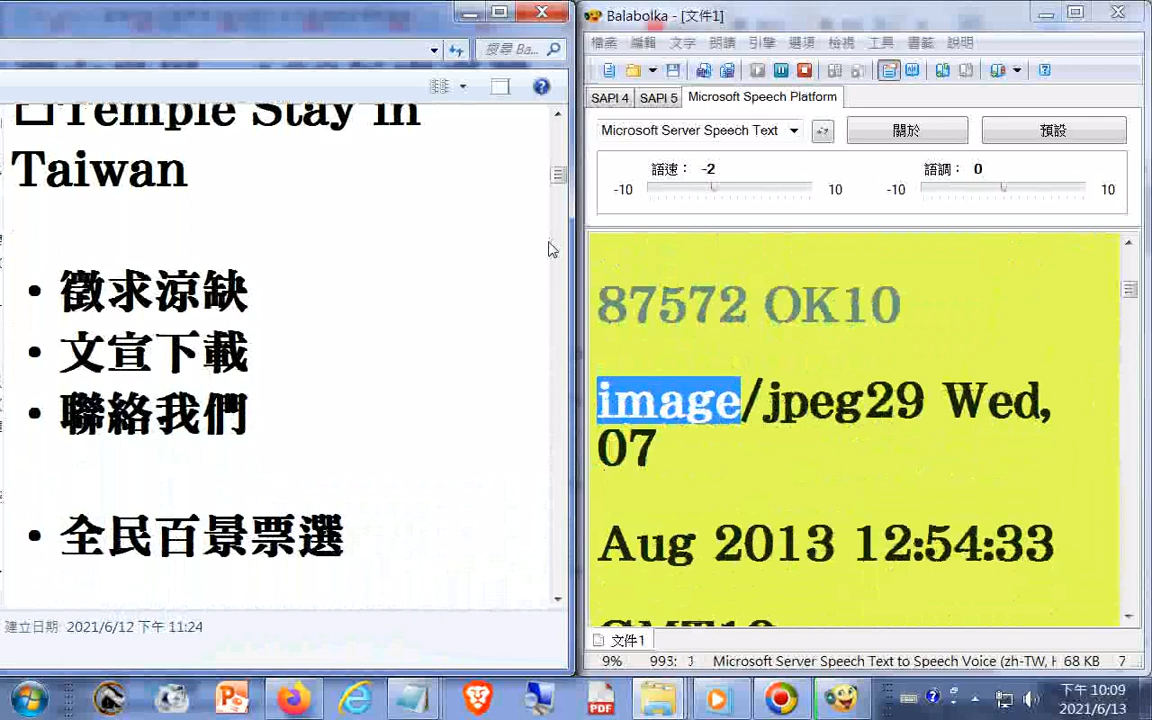 搜尋 Ba...
Temple Stay in
Taiwan
• 徵求涼缺
• 文宣下載
• 聯絡我們
• 全民百景票選
建立日期: 2021/6/12 下午 11:24
Balabolka - [文件1]
檔案 編輯 文字 朗讀 引擎 選項 檢視 工具 書籤 說明
SAPI 4 SAPI 5 Microsoft Speech Platform
Microsoft Server Speech Text 關於 預設
語速： -2 語調： 0
-10 10 -10 10
87572 OK10
image/jpeg29 Wed,
07
Aug 2013 12:54:33
文件1
9% 993: Microsoft Server Speech Text to Speech Voice (zh-TW, 68 KB 7
PDF
下午 10:09
2021/6/13